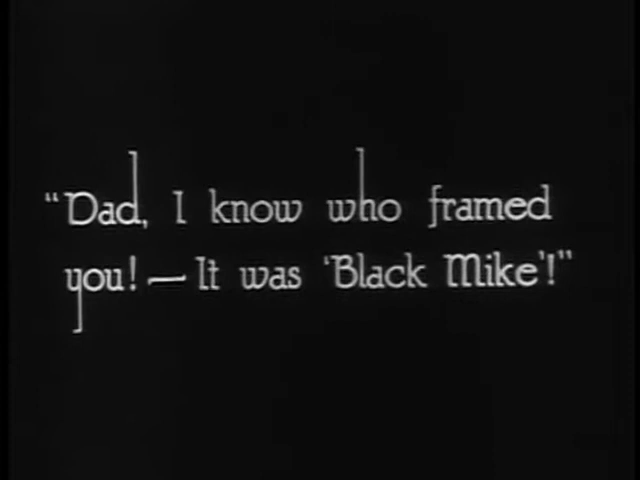 “Dad, I know who framed
you! — It was ‘Black Mike’!”